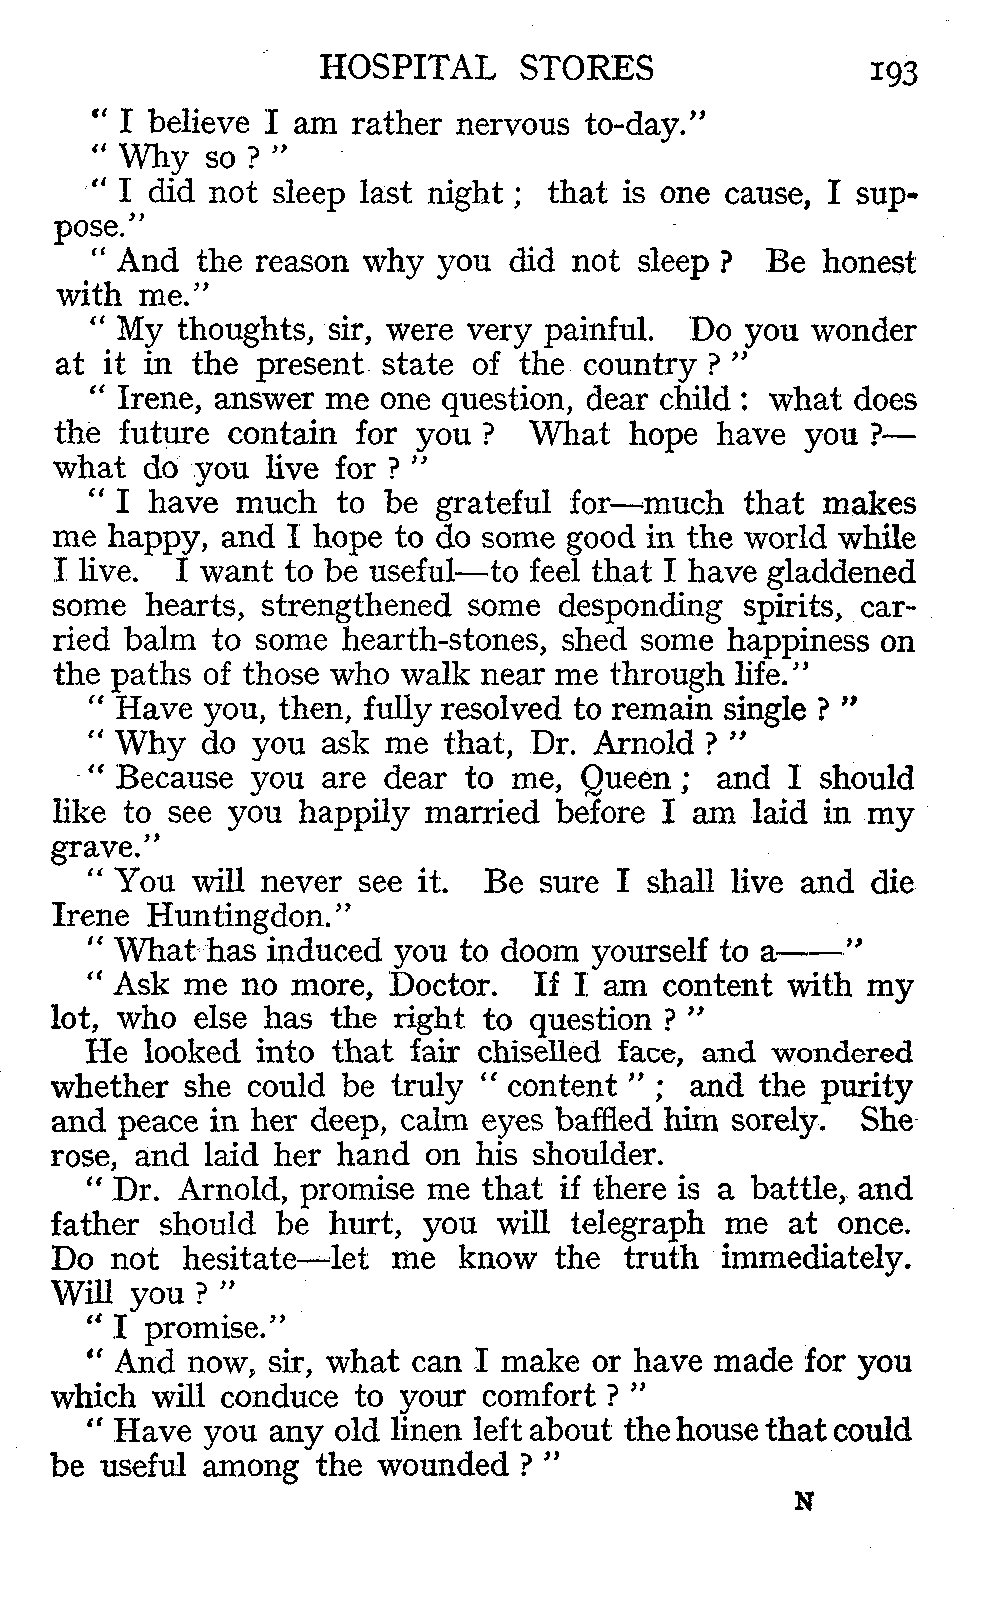 HOSPITAL STORES 193
“ I believe I am rather nervous to-day.”
“ Why so ? ”
“ I did not sleep last night ; that is one cause, I sup-
pose.”
“ And the reason why you did not sleep ? Be honest
with me.”
“ My thoughts, sir, were very painful. Do you wonder
at it in the present state of the country ? ”
“ Irene, answer me one question, dear child : what does
the future contain for you ? What hope have you ?—
what do you live for ? ”
“ I have much to be grateful for—much that makes
me happy, and I hope to do some good in the world while
I live. I want to be useful—to feel that I have gladdened
some hearts, strengthened some desponding spirits, car-
ried balm to some hearth-stones, shed some happiness on
the paths of those who walk near me through life.”
“ Have you, then, fully resolved to remain single ? ”
“ Why do you ask me that, Dr. Arnold ? ”
“ Because you are dear to me, Queen ; and I should
like to see you happily married before I am laid in my
grave.”
“ You will never see it. Be sure I shall live and die
Irene Huntingdon.”
“ What has induced you to doom yourself to a——”
“ Ask me no more, Doctor. If I am content with my
lot, who else has the right to question ? ”
He looked into that fair chiselled face, and wondered
whether she could be truly “ content ” ; and the purity
and peace in her deep, calm eyes baffled him sorely. She
rose, and laid her hand on his shoulder.
“ Dr. Arnold, promise me that if there is a battle, and
father should be hurt, you will telegraph me at once.
Do not hesitate—let me know the truth immediately.
Will you ? ”
“ I promise.”
“ And now, sir, what can I make or have made for you
which will conduce to your comfort ? ”
“ Have you any old linen left about the house that could
be useful among the wounded ? ”
N